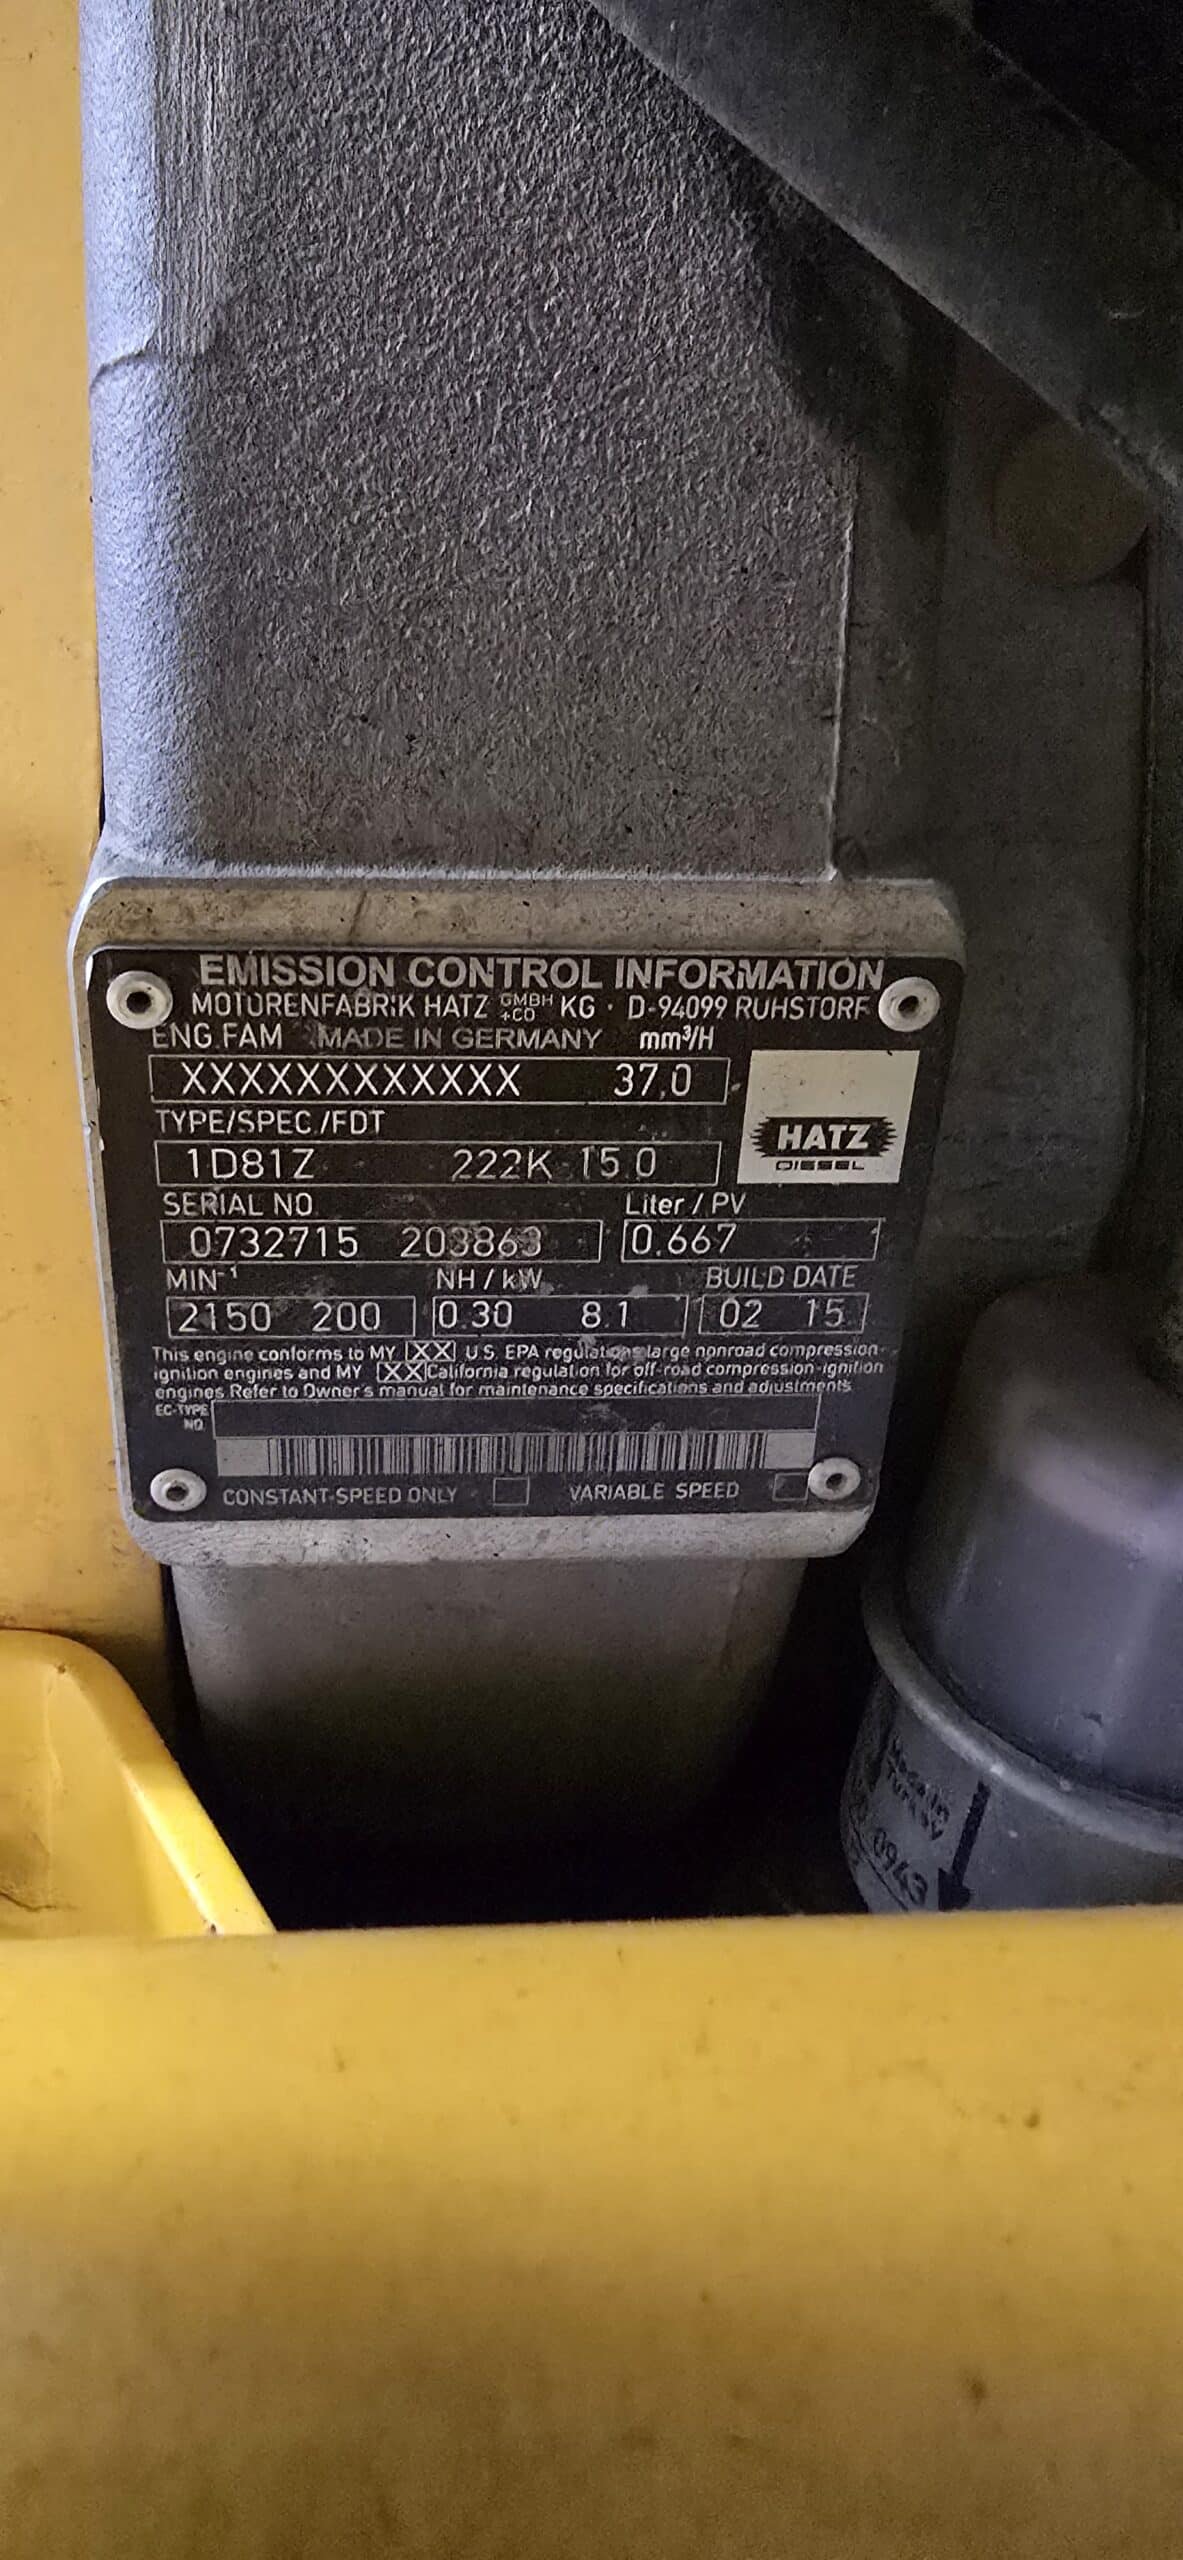 EMISSION CONTROL INFORMATION
MOTORENFABRIK HATZ GMBH +CO KG · D-94099 RUHSTORF
ENG.FAM MADE IN GERMANY mm³/H
XXXXXXXXXXXX 37,0
TYPE/SPEC./FDT
1D81Z 222K 15.0
HATZ
DIESEL
SERIAL NO. Liter / PV
0732715 203863 0.667 1
MIN⁻¹ NH / kW BUILD DATE
2150 200 0.30 8.1 02 15
This engine conforms to MY XX U.S. EPA regulations large nonroad compression-
ignition engines and MY XX California regulation for off-road compression-ignition
engines. Refer to Owner's manual for maintenance specifications and adjustments
EC-TYPE
NO.
CONSTANT-SPEED ONLY VARIABLE SPEED
0943